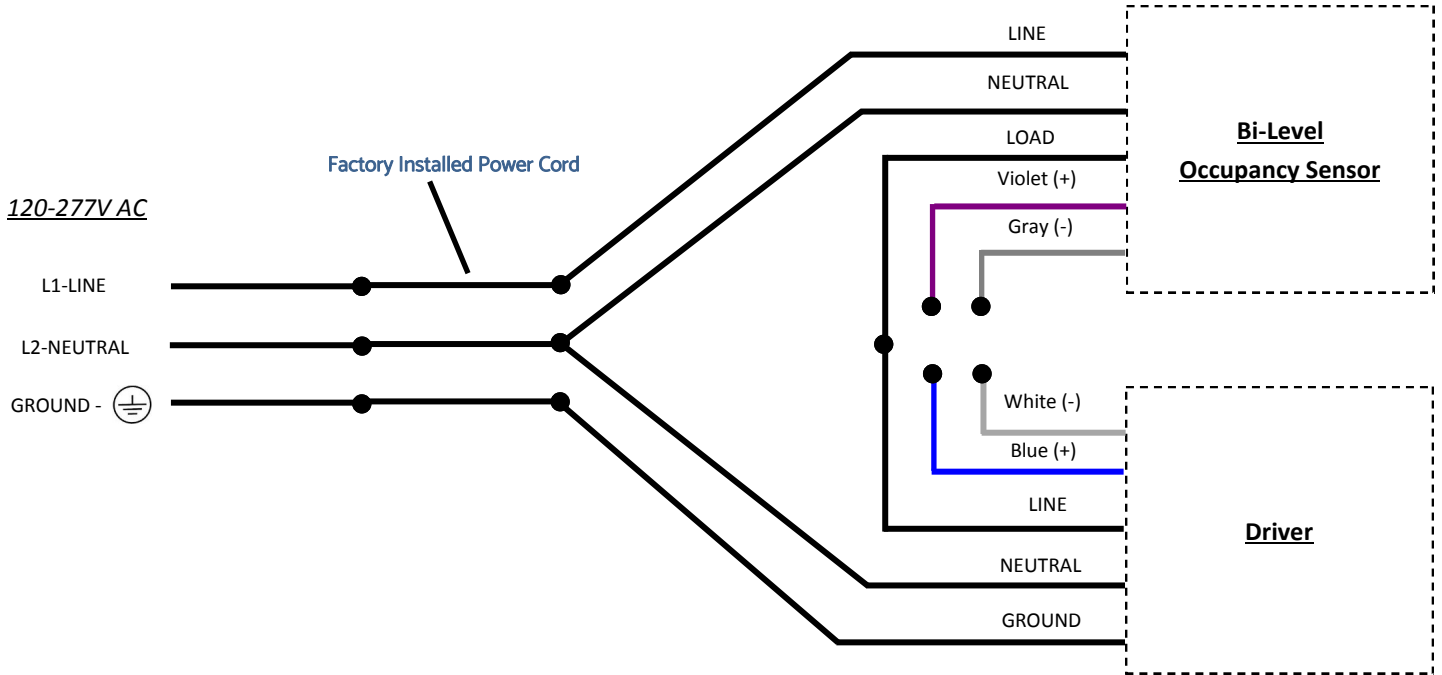 LINE
NEUTRAL
LOAD
Violet (+)
Gray (-)
Bi-Level
Occupancy Sensor
Factory Installed Power Cord
120-277V AC
L1-LINE
L2-NEUTRAL
GROUND -
White (-)
Blue (+)
LINE
NEUTRAL
GROUND
Driver